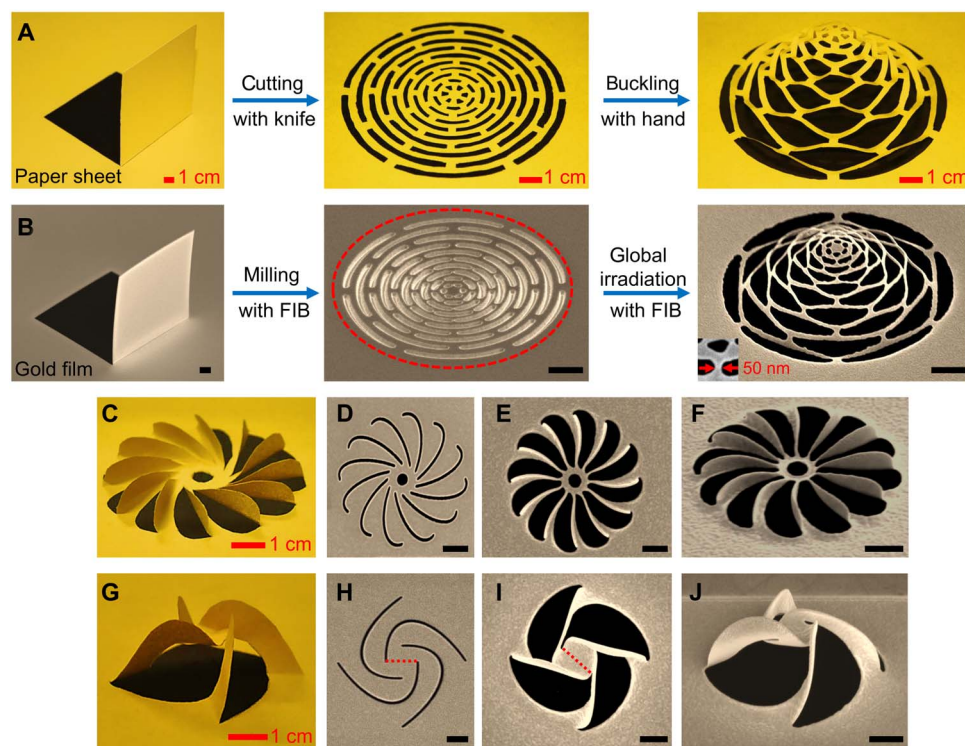 A
Cutting
with knife
Buckling
with hand
Paper sheet
1 cm
1 cm
1 cm
B
Milling
with FIB
Global
irradiation
with FIB
Gold film
50 nm
C
D
E
F
1 cm
G
H
I
J
1 cm